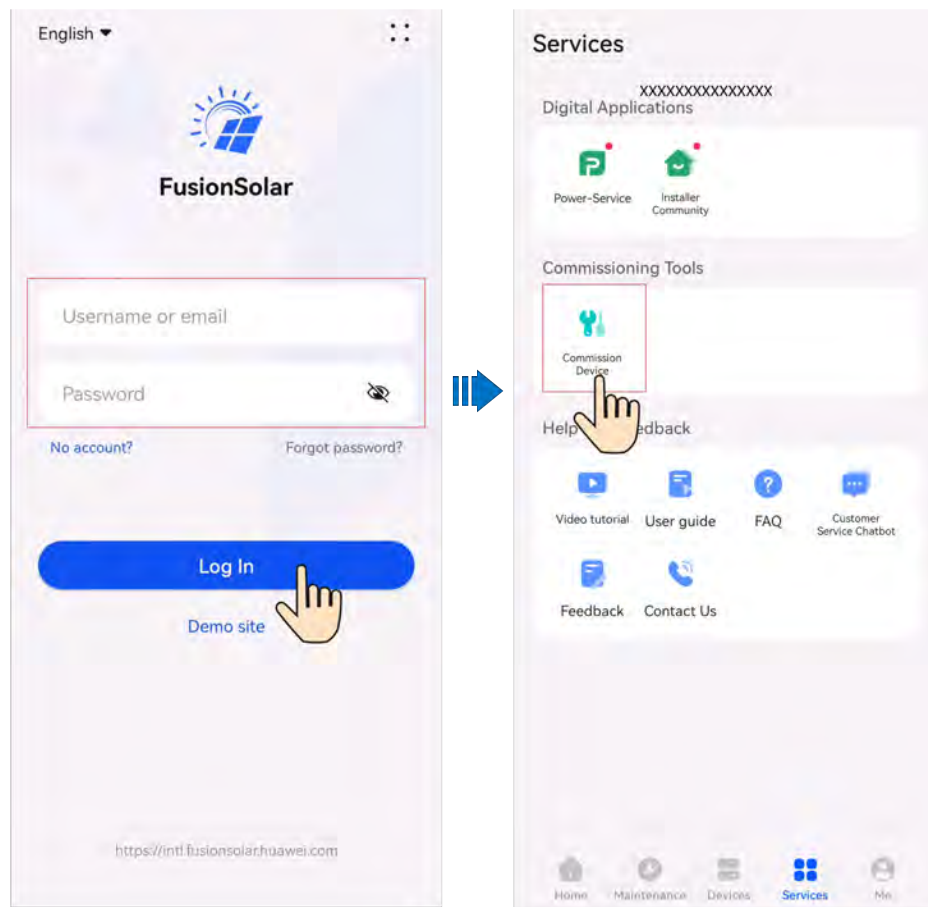 English
FusionSolar
Username or email
Password
No account?
Forgot password?
Log In
Demo site
https://intl.fusionsolar.huawei.com
Services
XXXXXXXXXXXXXXX
Digital Applications
Power-Service
Installer
Community
Commissioning Tools
Commission
Device
Help
edback
Video tutorial
User guide
FAQ
Customer
Service Chatbot
Feedback
Contact Us
Home
Maintenance
Devices
Services
Me